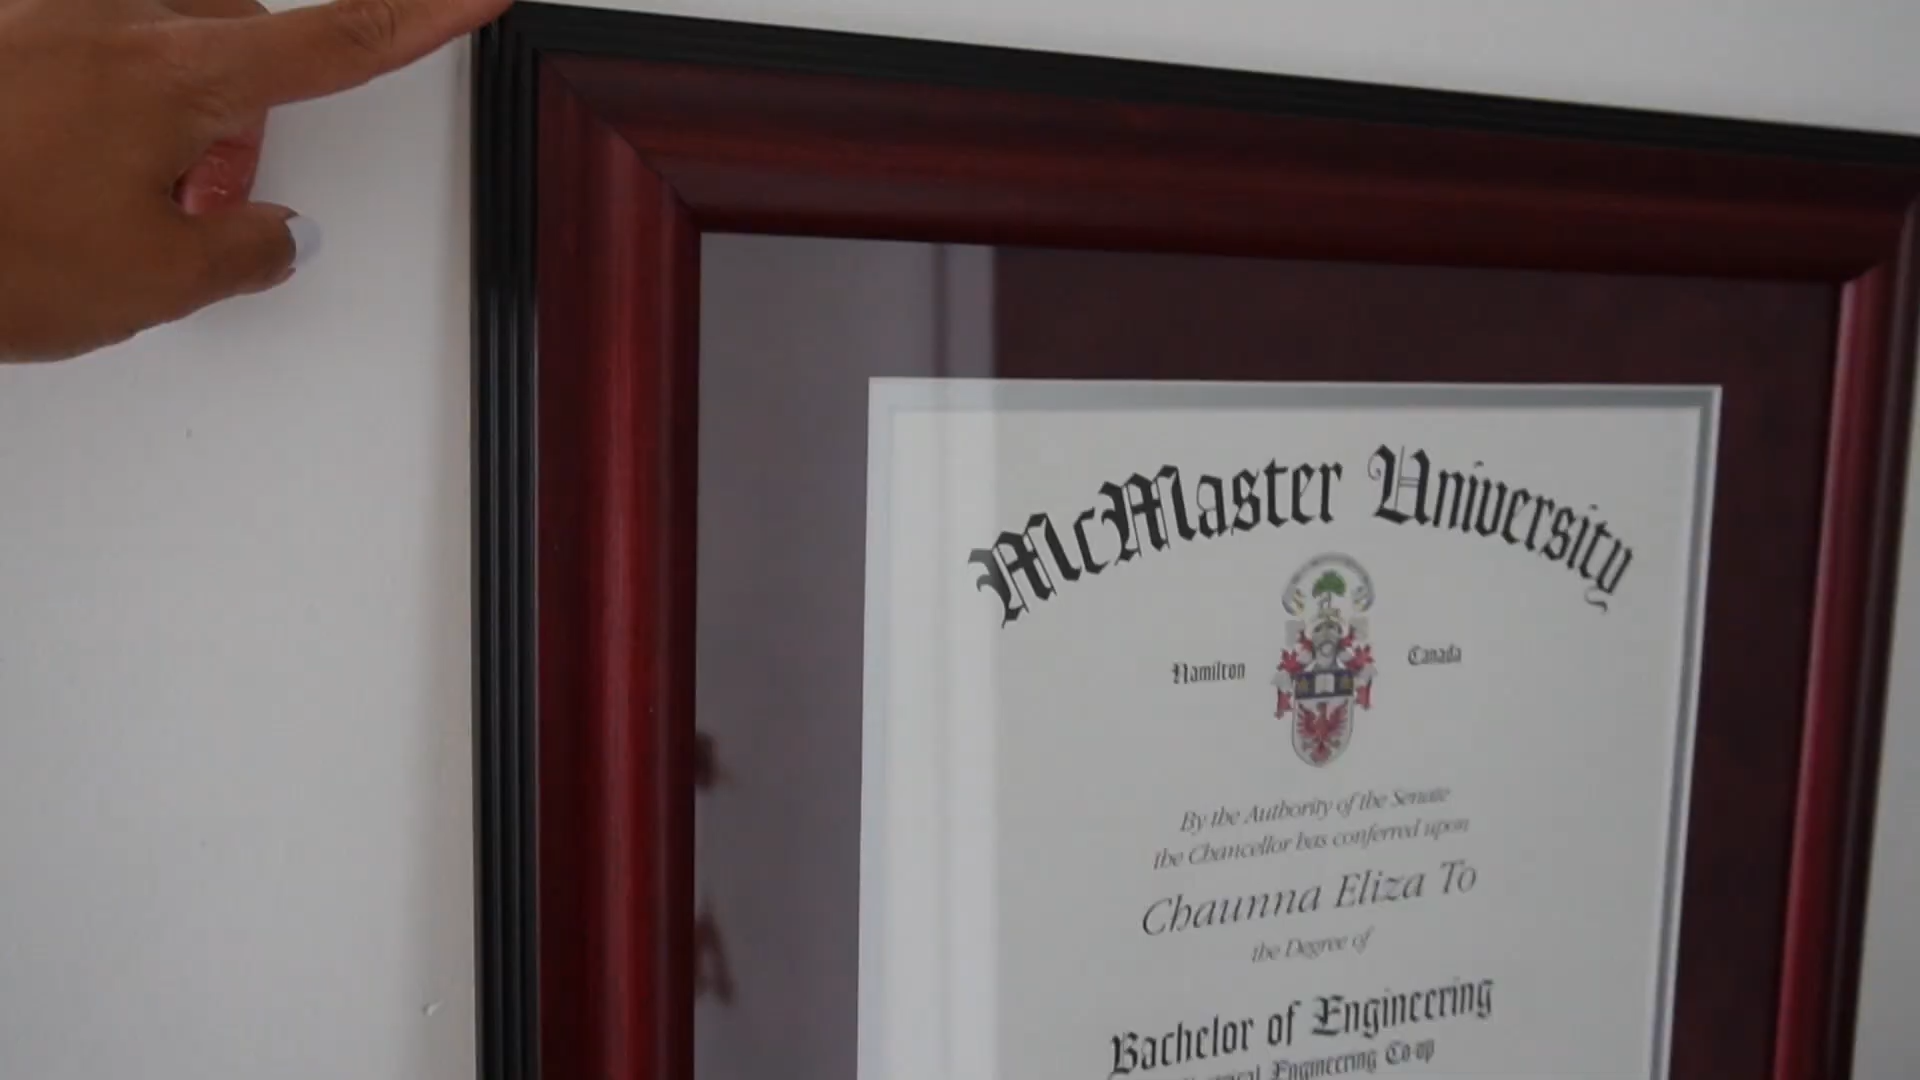 McMaster University
Hamilton Canada
By the Authority of the Senate
the Chancellor has conferred upon
Chaunna Eliza To
the Degree of
Bachelor of Engineering
Engineering Co-op